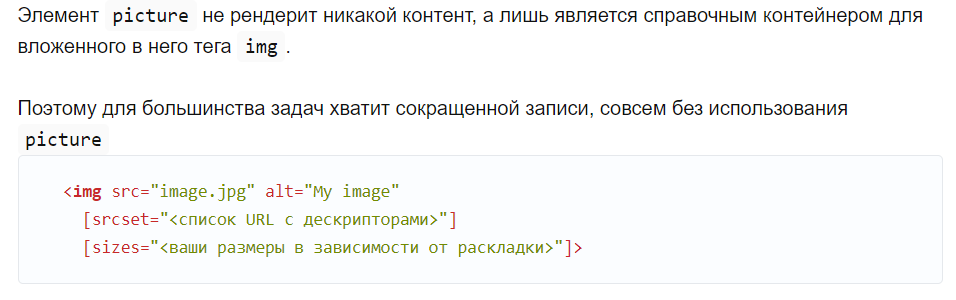 Элемент picture не рендерит никакой контент, а лишь является справочным контейнером для
вложенного в него тега img.
Поэтому для большинства задач хватит сокращенной записи, совсем без использования
picture
<img src="image.jpg" alt="My image"
[srcset="<список URL с дескрипторами>"]
[sizes="<ваши размеры в зависимости от раскладки>"]>